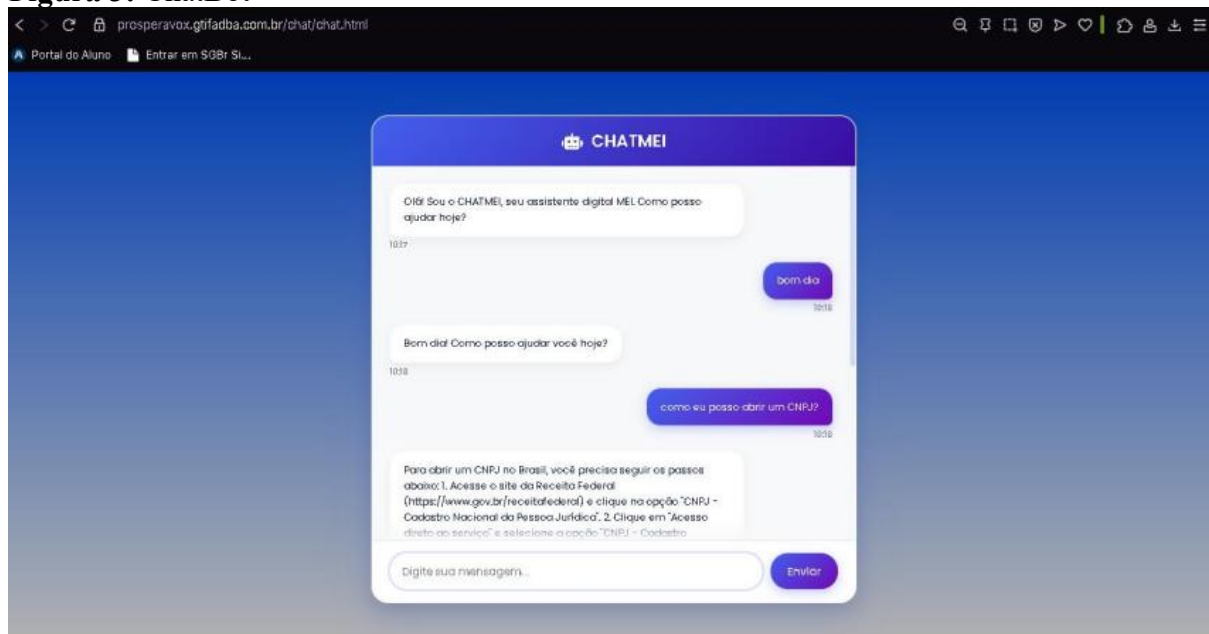 prosperavox.gtifadba.com.br/chat/chat.html
Portal do Aluno Entrar em SGBr Si...
CHATMEI
Olá! Sou o CHATMEI, seu assistente digital MEI. Como posso
ajudar hoje?
10:17
bom dia
10:18
Bom dia! Como posso ajudar você hoje?
10:18
como eu posso abrir um CNPJ?
10:18
Para abrir um CNPJ no Brasil, você precisa seguir os passos
abaixo: 1. Acesse o site da Receita Federal
(https://www.gov.br/receitafederal) e clique na opção "CNPJ -
Cadastro Nacional da Pessoa Jurídica". 2. Clique em "Acesso
direto ao serviço" e selecione a opção "CNPJ - Cadastro
Digite sua mensagem...
Enviar